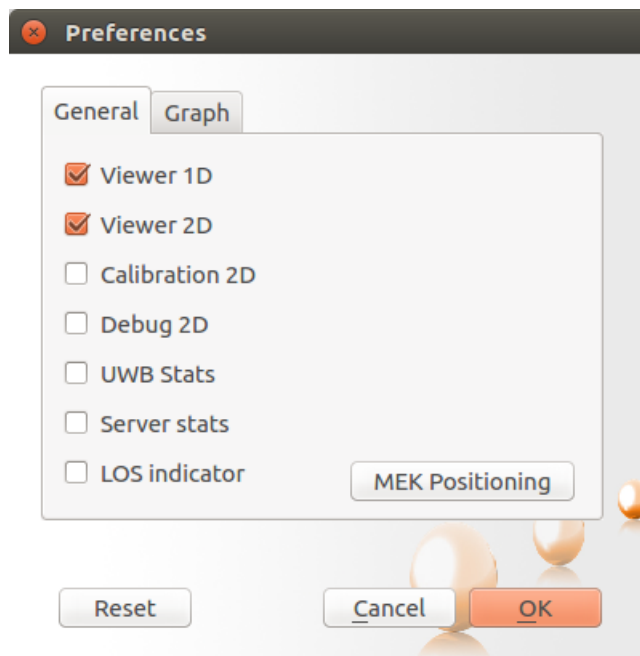 Preferences
General Graph
Viewer 1D
Viewer 2D
Calibration 2D
Debug 2D
UWB Stats
Server stats
LOS indicator MEK Positioning
Reset Cancel OK